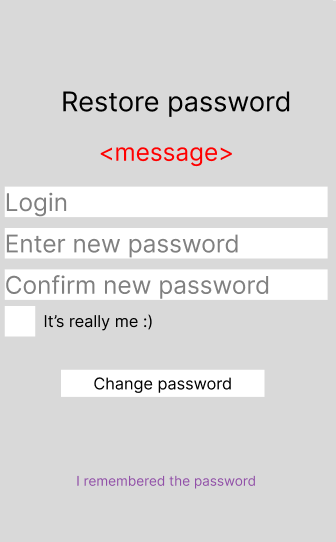 Restore password
<message>
Login
Enter new password
Confirm new password
It’s really me :)
Change password
I remembered the password